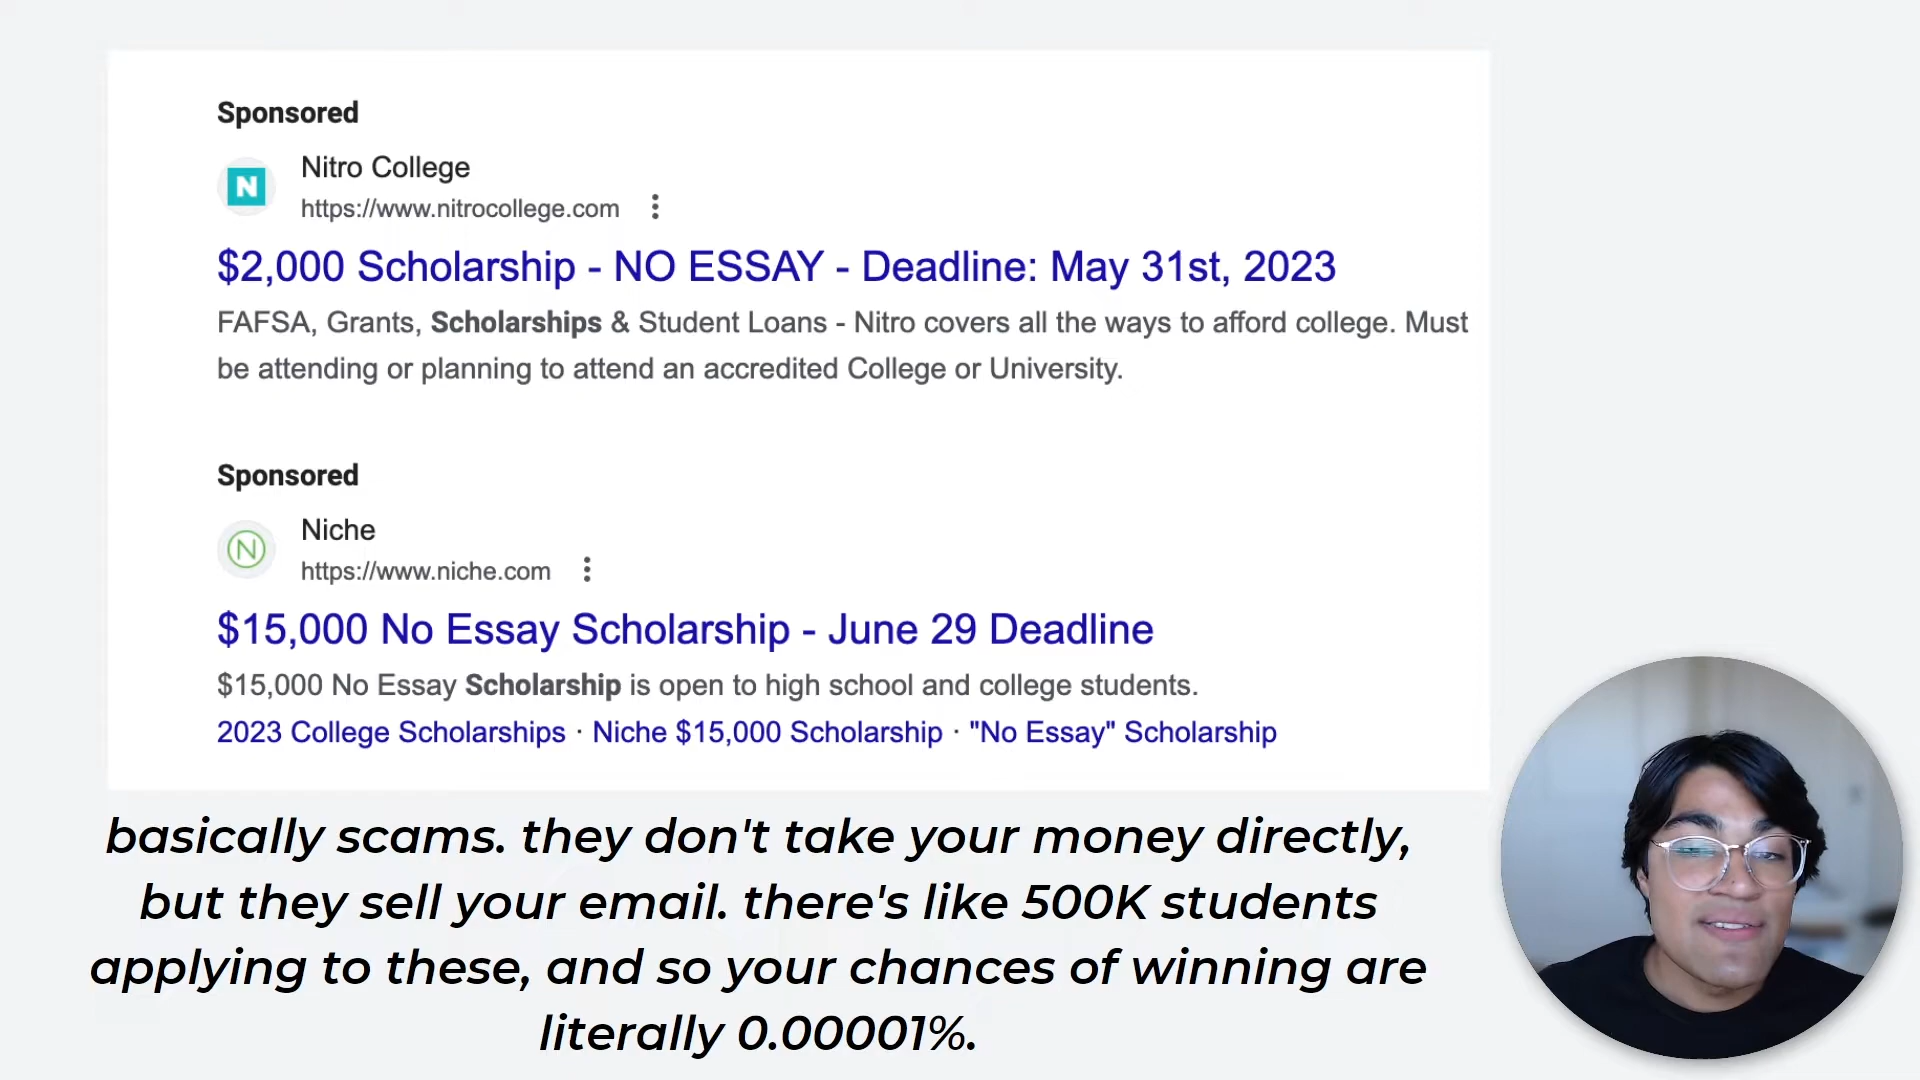 Sponsored
N
Nitro College
https://www.nitrocollege.com
$2,000 Scholarship - NO ESSAY - Deadline: May 31st, 2023
FAFSA, Grants, Scholarships & Student Loans - Nitro covers all the ways to afford college. Must
be attending or planning to attend an accredited College or University.
Sponsored
N
Niche
https://www.niche.com
$15,000 No Essay Scholarship - June 29 Deadline
$15,000 No Essay Scholarship is open to high school and college students.
2023 College Scholarships · Niche $15,000 Scholarship · "No Essay" Scholarship
basically scams. they don't take your money directly,
but they sell your email. there's like 500K students
applying to these, and so your chances of winning are
literally 0.00001%.